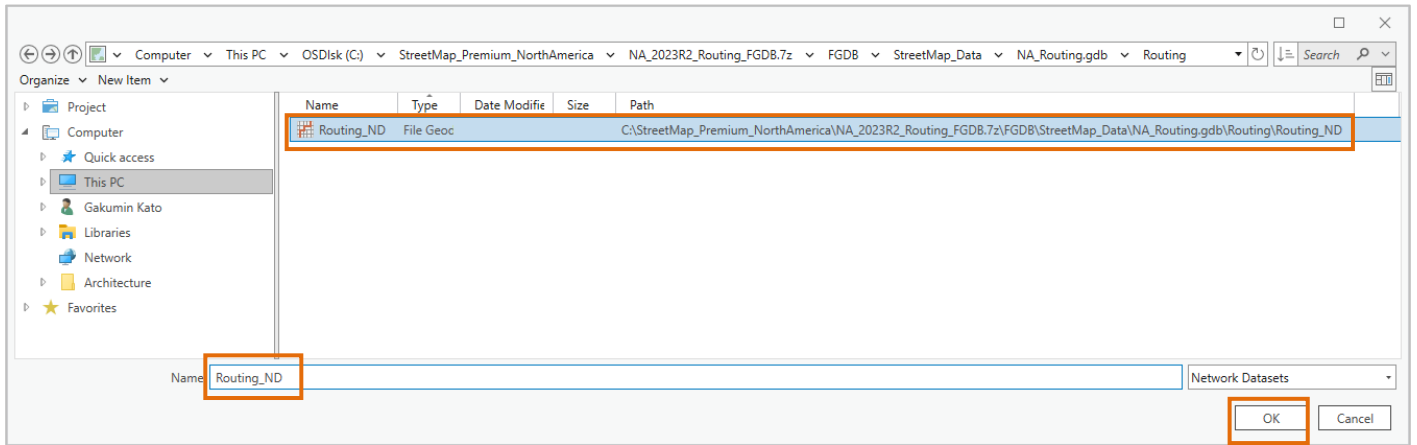 Computer This PC OSDIsk (C:) StreetMap_Premium_NorthAmerica NA_2023R2_Routing_FGDB.7z FGDB StreetMap_Data NA_Routing.gdb Routing Search
Organize New Item
Project
Computer
Quick access
This PC
Gakumin Kato
Libraries
Network
Architecture
Favorites
Name Type Date Modifie Size Path
Routing_ND File Geoc C:\StreetMap_Premium_NorthAmerica\NA_2023R2_Routing_FGDB.7z\FGDB\StreetMap_Data\NA_Routing.gdb\Routing\Routing_ND
Name Routing_ND Network Datasets
OK Cancel